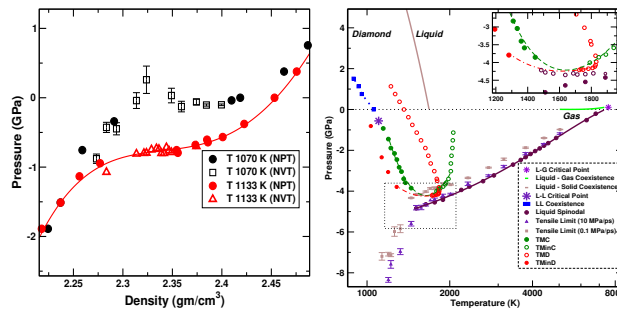 1
0
-1
-2
Pressure (GPa)
2.25
2.3
2.35
2.4
2.45
Density (gm/cm³)
T 1070 K (NPT)
T 1070 K (NVT)
T 1133 K (NPT)
T 1133 K (NVT)
Diamond
Liquid
Gas
4
2
0
-2
-4
-6
-8
Pressure (GPa)
1000
2000
4000
8000
Temperature (K)
1200
1400
1600
1800
-3
-3.5
-4
-4.5
-5
L-G Critical Point
Liquid - Gas Coexistence
Liquid - Solid Coexistence
L-L Critical Point
LL Coexistence
Liquid Spinodal
Tensile Limit (10 MPa/ps)
Tensile Limit (0.1 MPa/ps)
TMC
TMinC
TMD
TMinD